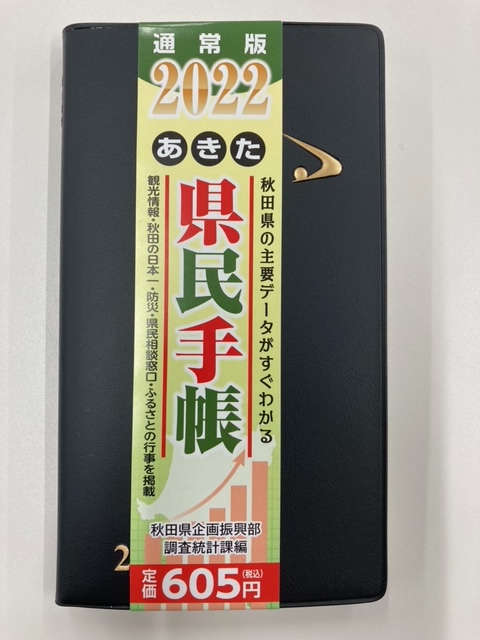 通常版
2022
あきた
秋田県の主要データがすぐわかる
県民手帳
観光情報・秋田の日本一・防災・県民相談窓口・ふるさとの行事を掲載
秋田県企画振興部
調査統計課編
定価605円(税込)
2